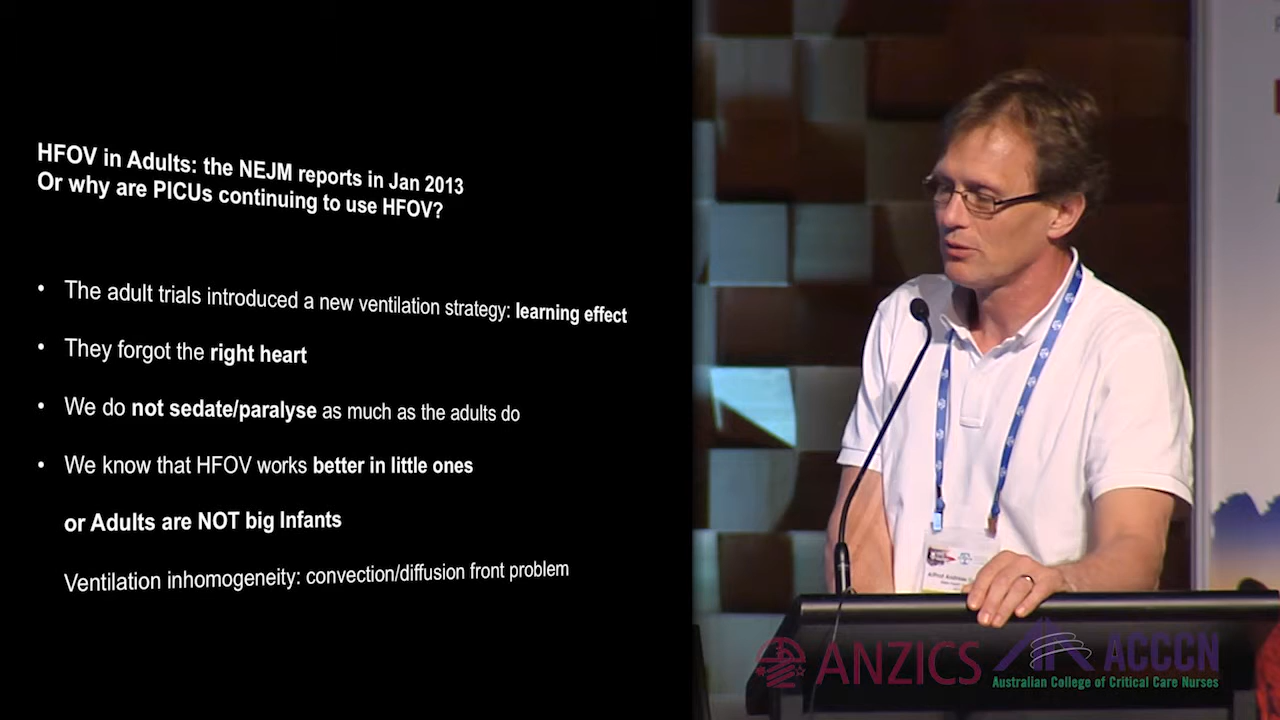 HFOV in Adults: the NEJM reports in Jan 2013
Or why are PICUs continuing to use HFOV?
• The adult trials introduced a new ventilation strategy: learning effect
• They forgot the right heart
• We do not sedate/paralyse as much as the adults do
• We know that HFOV works better in little ones
or Adults are NOT big Infants
Ventilation inhomogeneity: convection/diffusion front problem
ANZICS
ACCCN
Australian College of Critical Care Nurses